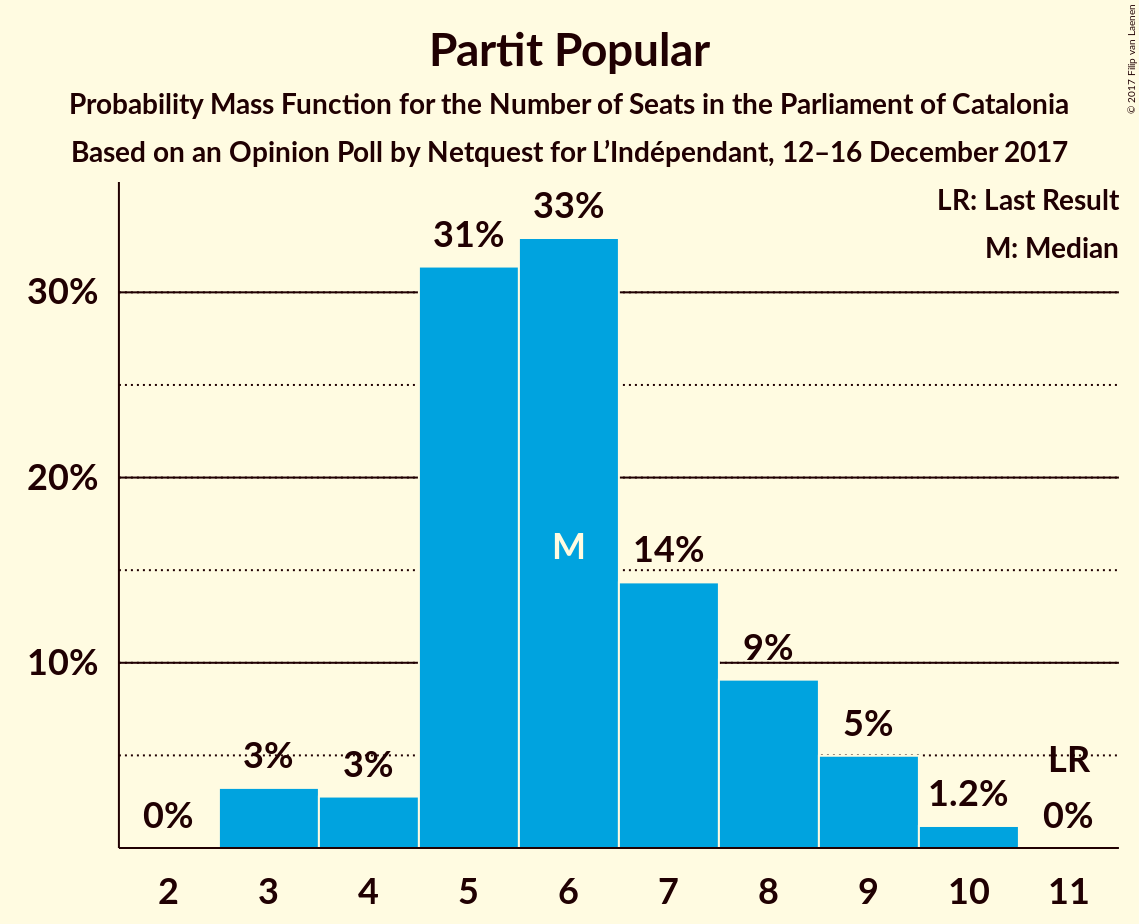 Partit Popular
Probability Mass Function for the Number of Seats in the Parliament of Catalonia
Based on an Opinion Poll by Netquest for L’Indépendant, 12–16 December 2017
© 2017 Filip van Laenen
LR: Last Result
M: Median
30%
20%
10%
0%
3%
3%
31%
33%
M
14%
9%
5%
1.2%
LR
0%
2 3 4 5 6 7 8 9 10 11